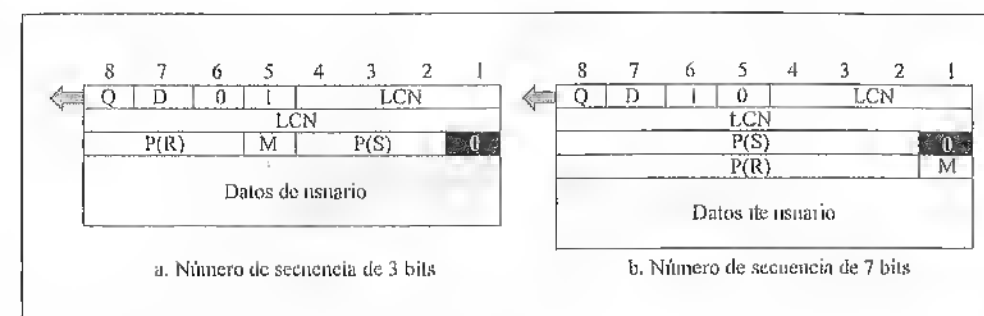 8 7 6 5 4 3 2 1
Q D 0 1 LCN
LCN
P(R) M P(S) 0
Datos de usuario
a. Número de secuencia de 3 bits
8 7 6 5 4 3 2 1
Q D 1 0 LCN
LCN
P(S) 0
P(R) M
Datos de usuario
b. Número de secuencia de 7 bits